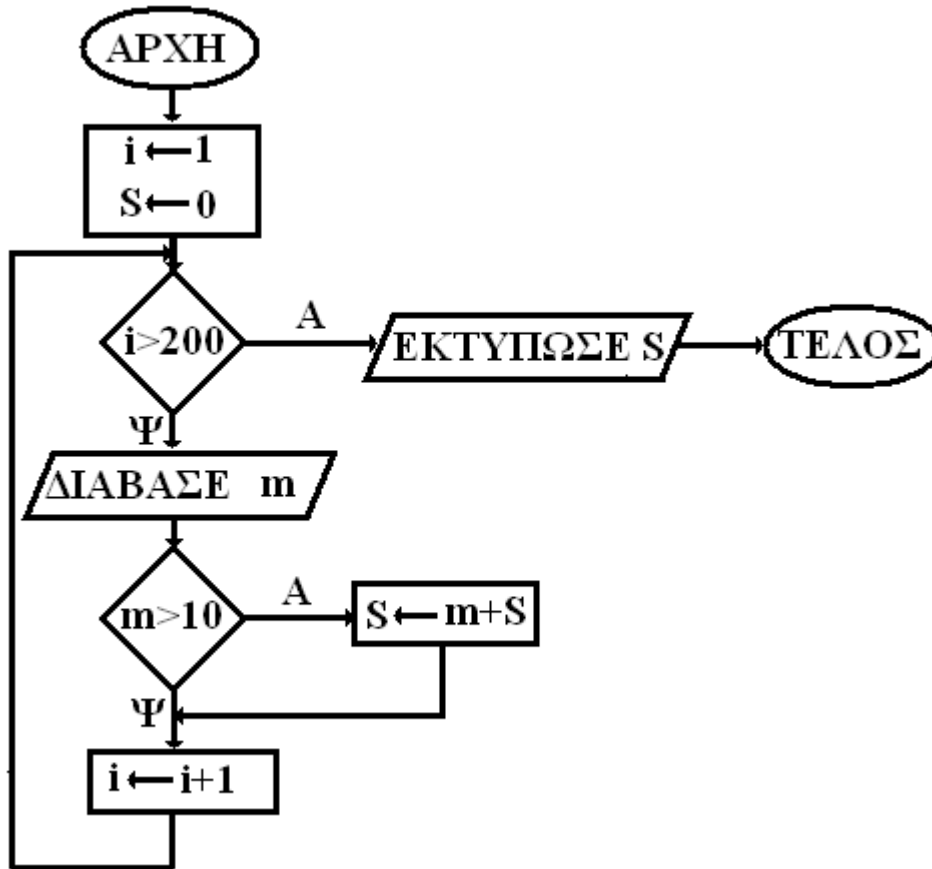 ΑΡΧΗ
i ← 1
S ← 0
i>200
Α
ΕΚΤΥΠΩΣΕ S
ΤΕΛΟΣ
Ψ
ΔΙΑΒΑΣΕ m
m>10
Α
S ← m+S
Ψ
i ← i+1